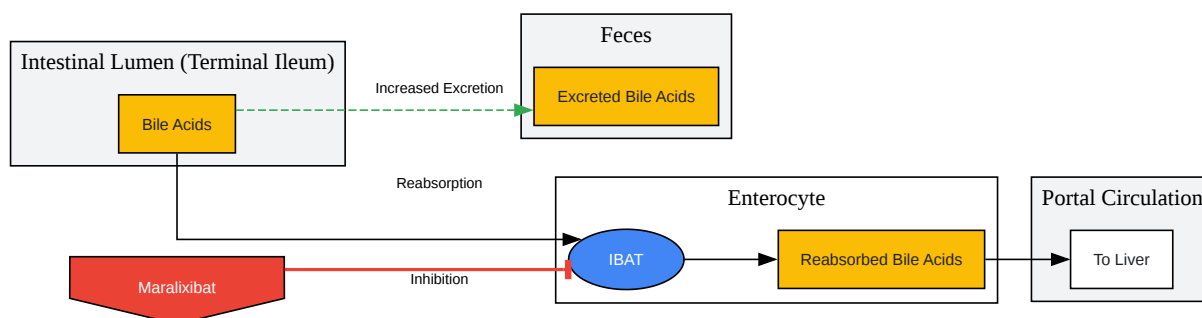 Feces
Intestinal Lumen (Terminal Ileum)
Increased Excretion
Excreted Bile Acids
Bile Acids
Reabsorption
Enterocyte
Portal Circulation
IBAT
Reabsorbed Bile Acids
To Liver
Inhibition
Maralixibat